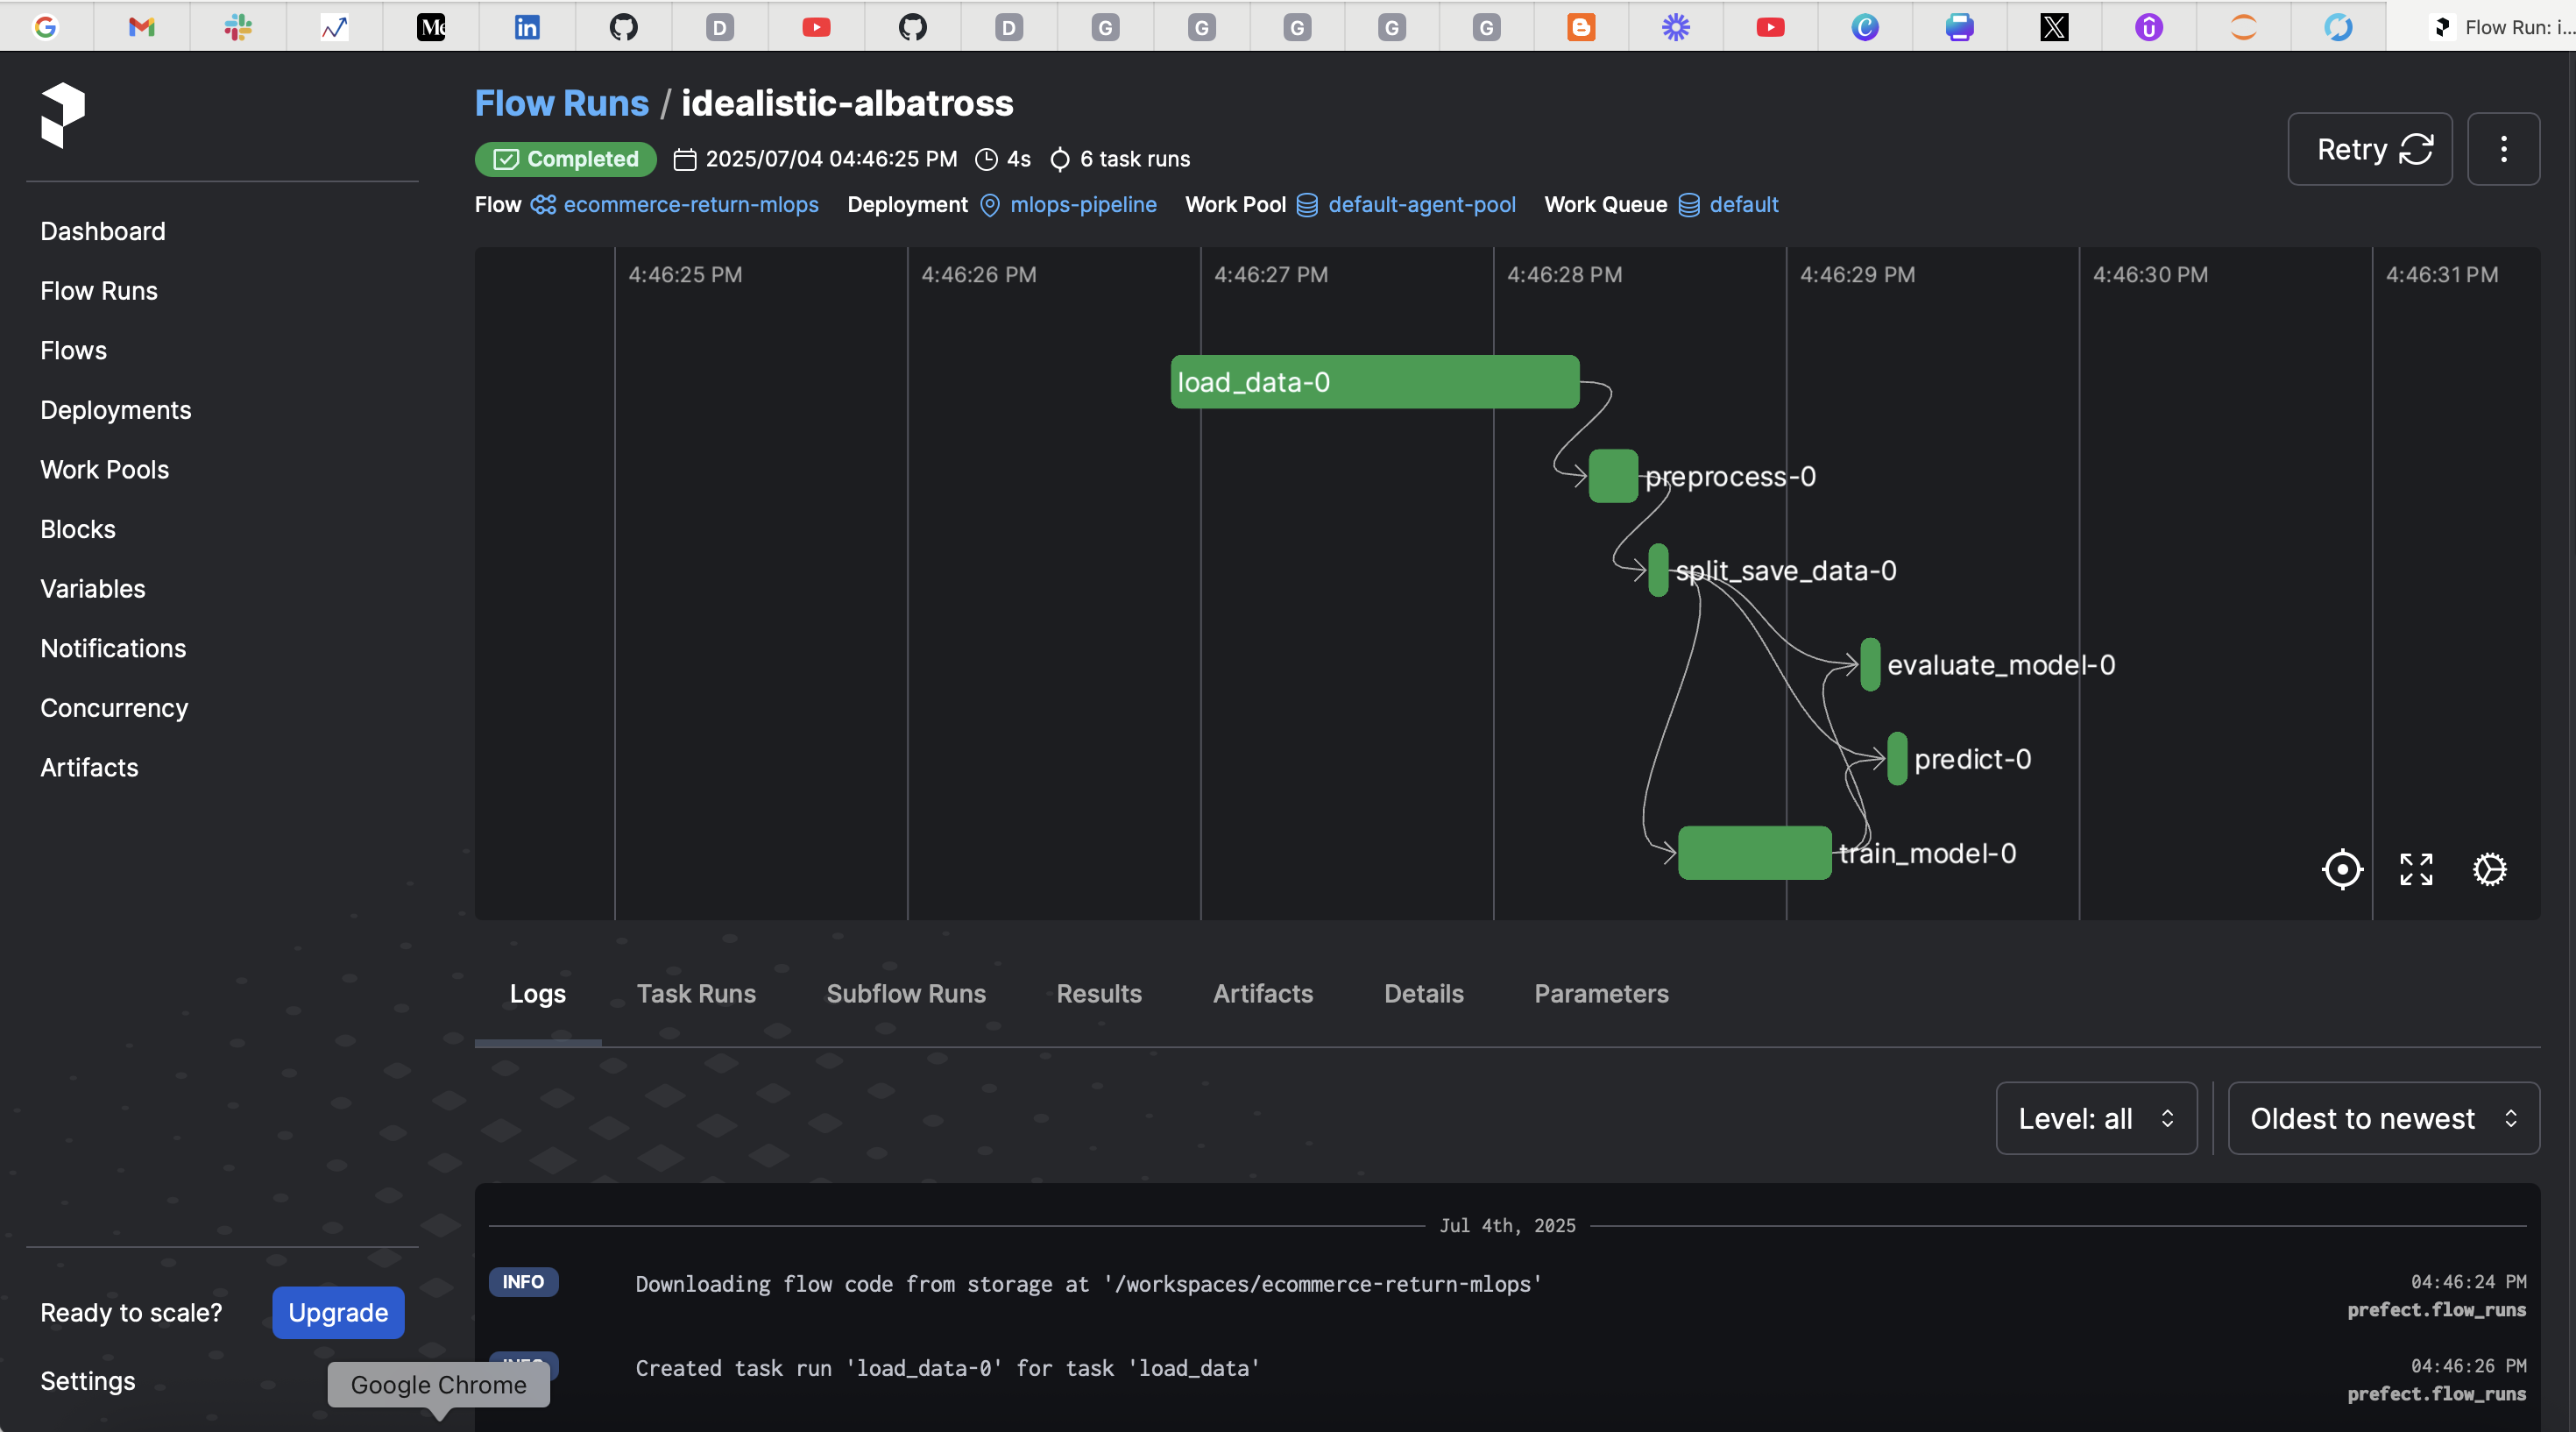 Me
in
D
D
G
G
G
G
G
Flow Run: i...
Flow Runs / idealistic-albatross
Completed 2025/07/04 04:46:25 PM 4s 6 task runs
Retry
Flow ecommerce-return-mlops Deployment mlops-pipeline Work Pool default-agent-pool Work Queue default
Dashboard
Flow Runs
Flows
Deployments
Work Pools
Blocks
Variables
Notifications
Concurrency
Artifacts
4:46:25 PM 4:46:26 PM 4:46:27 PM 4:46:28 PM 4:46:29 PM 4:46:30 PM 4:46:31 PM
load_data-0
preprocess-0
split_save_data-0
evaluate_model-0
predict-0
train_model-0
Logs Task Runs Subflow Runs Results Artifacts Details Parameters
Level: all Oldest to newest
Jul 4th, 2025
INFO Downloading flow code from storage at '/workspaces/ecommerce-return-mlops' 04:46:24 PM
prefect.flow_runs
INFO Created task run 'load_data-0' for task 'load_data' 04:46:26 PM
prefect.flow_runs
Ready to scale? Upgrade
Settings
Google Chrome